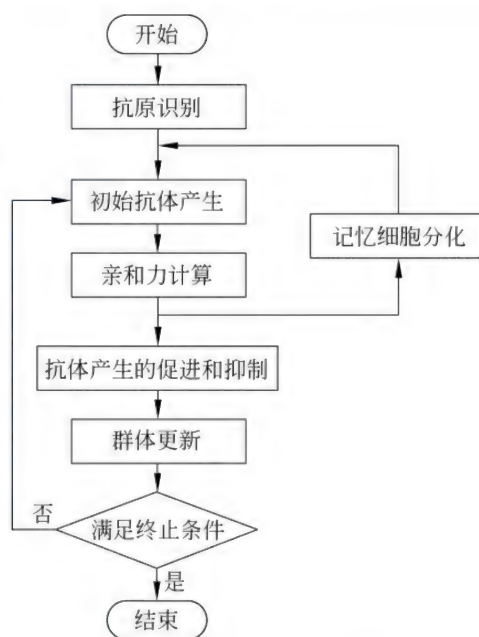 开始
抗原识别
初始抗体产生
记忆细胞分化
亲和力计算
抗体产生的促进和抑制
群体更新
否
满足终止条件
是
结束